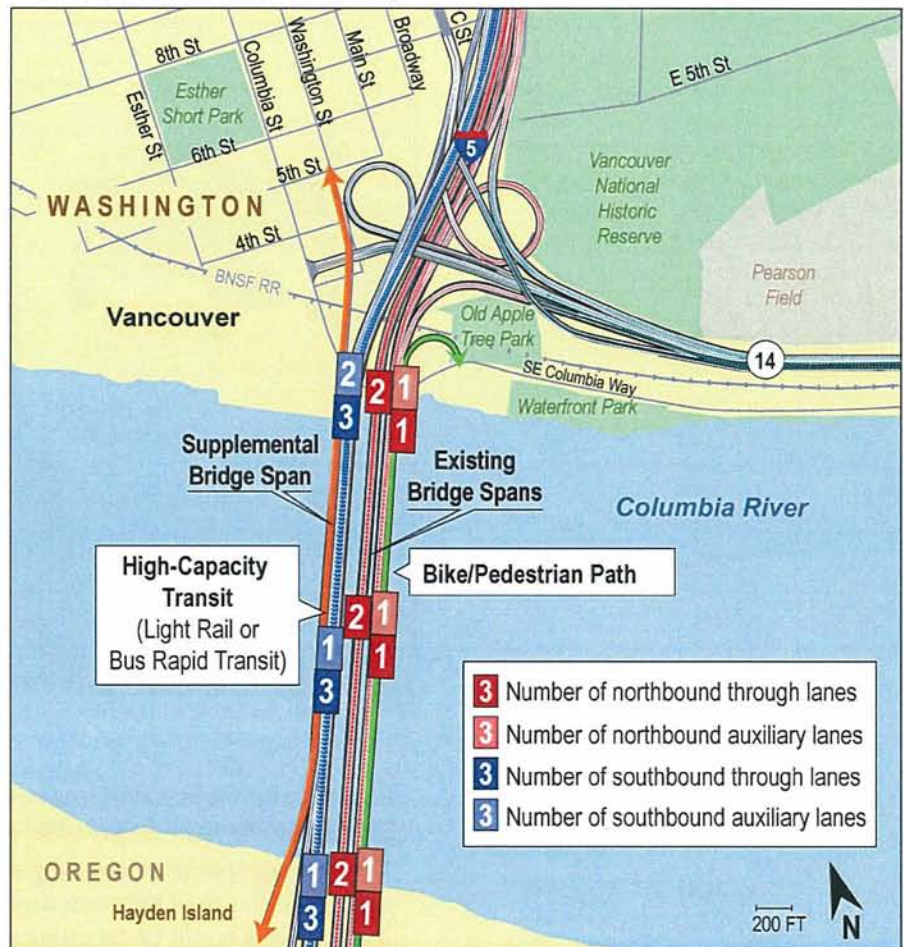 8th St
Esther
Short Park
Esther St
6th St
Columbia St
Washington St
Main St
Broadway
C St
5th St
4th St
E 5th St
5
WASHINGTON
BNSF RR
Vancouver
Vancouver
National
Historic
Reserve
Pearson
Field
Old Apple
Tree Park
14
SE Columbia Way
Waterfront Park
2
3
2
1
1
Supplemental
Bridge Span
Existing
Bridge Spans
Columbia River
High-Capacity
Transit
(Light Rail or
Bus Rapid Transit)
Bike/Pedestrian Path
2
1
1
1
3
3 Number of northbound through lanes
3 Number of northbound auxiliary lanes
3 Number of southbound through lanes
3 Number of southbound auxiliary lanes
OREGON
Hayden Island
1
3
2
1
1
200 FT
N